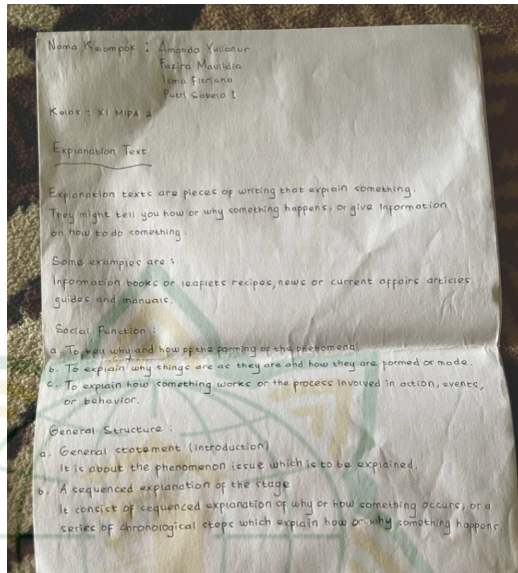 Nama Kelompok : Amanda Yulianur
Fazira Maulidia
Isma Fitriana
Putri Sabela I
Kelas : XI MIPA 2
Explanation Text
Explanation texts are pieces of writing that explain something.
They might tell you how or why something happens, or give information
on how to do something.
Some examples are :
Information books or leaflets recipes, news or current affairs articles
guides and manuals.
Social Function :
a. To tell why and how of the forming of the phenomena
b. To explain why things are as they are and how they are formed or made.
c. To explain how something works or the process involved in action, events,
or behavior.
General Structure :
a. General statement (Introduction)
It is about the phenomenon issue which is to be explained.
b. A sequenced explanation of the stage
It consist of sequenced explanation of why or how something occurs, or a
series of chronological steps which explain how or why something happens.